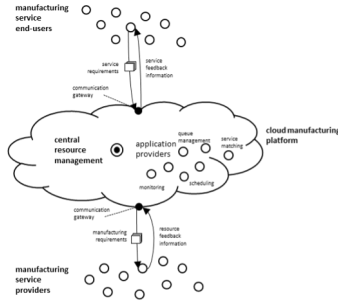 manufacturing
service
end-users
service
requirements
service
feedback
information
communication
gateway
central
resource
management
application
providers
queue
management
service
matching
cloud manufacturing
platform
monitoring
scheduling
communication
gateway
manufacturing
requirements
resource
feedback
information
manufacturing
service
providers